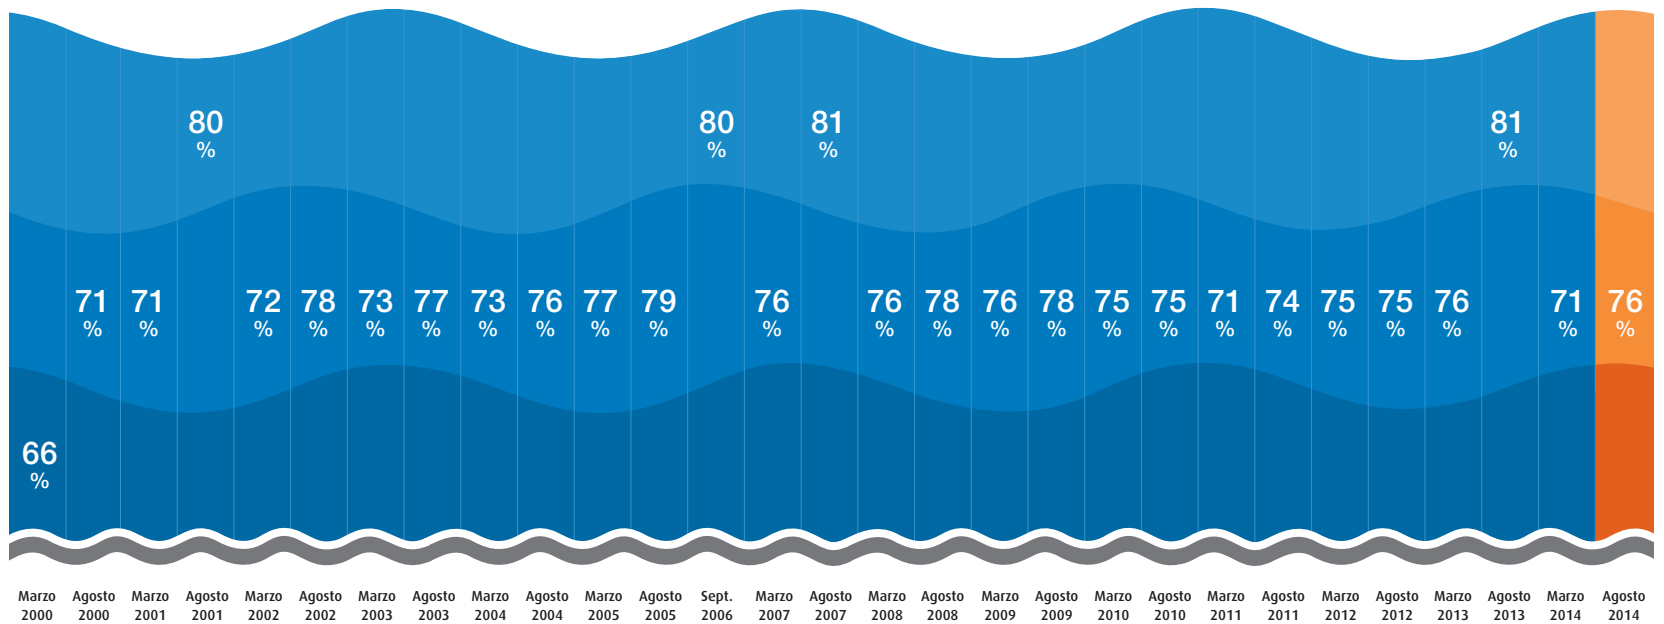 80 80 81 81
% % % %
71 71 72 78 73 77 73 76 77 79 76 76 78 76 78 75 75 71 74 75 75 76 71 76
% % % % % % % % % % % % % % % % % % % % % % % %
66
%
Marzo Agosto Marzo Agosto Marzo Agosto Marzo Agosto Marzo Agosto Marzo Agosto Sept. Marzo Agosto Marzo Agosto Marzo Agosto Marzo Agosto Marzo Agosto Marzo Agosto Marzo Agosto Marzo Agosto
2000 2000 2001 2001 2002 2002 2003 2003 2004 2004 2005 2005 2006 2007 2007 2008 2008 2009 2009 2010 2010 2011 2011 2012 2012 2013 2013 2014 2014